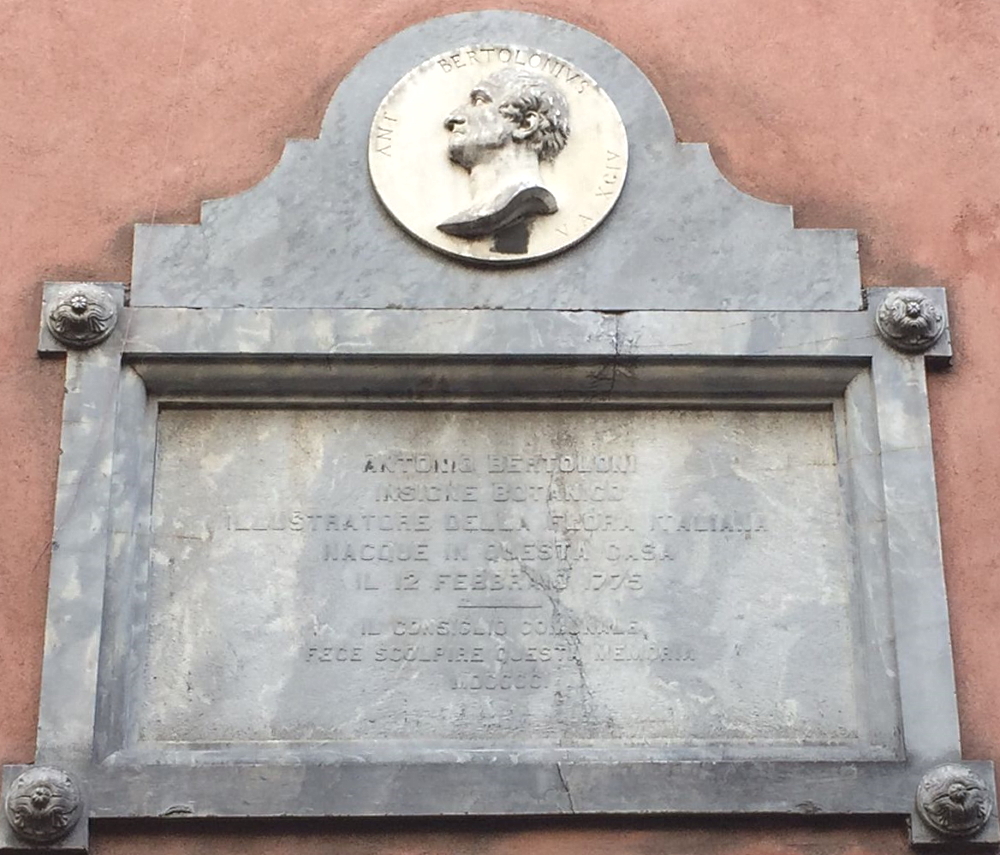 ANT BERTOLONIVS V A XCIV
ANTONIO BERTOLONI
INSIGNE BOTANICO
ILLUSTRATORE DELLA FLORA ITALIANA
NACQUE IN QUESTA CASA
IL 12 FEBBRAIO 1775
IL CONSIGLIO COMUNALE
FECE SCOLPIRE QUESTA MEMORIA